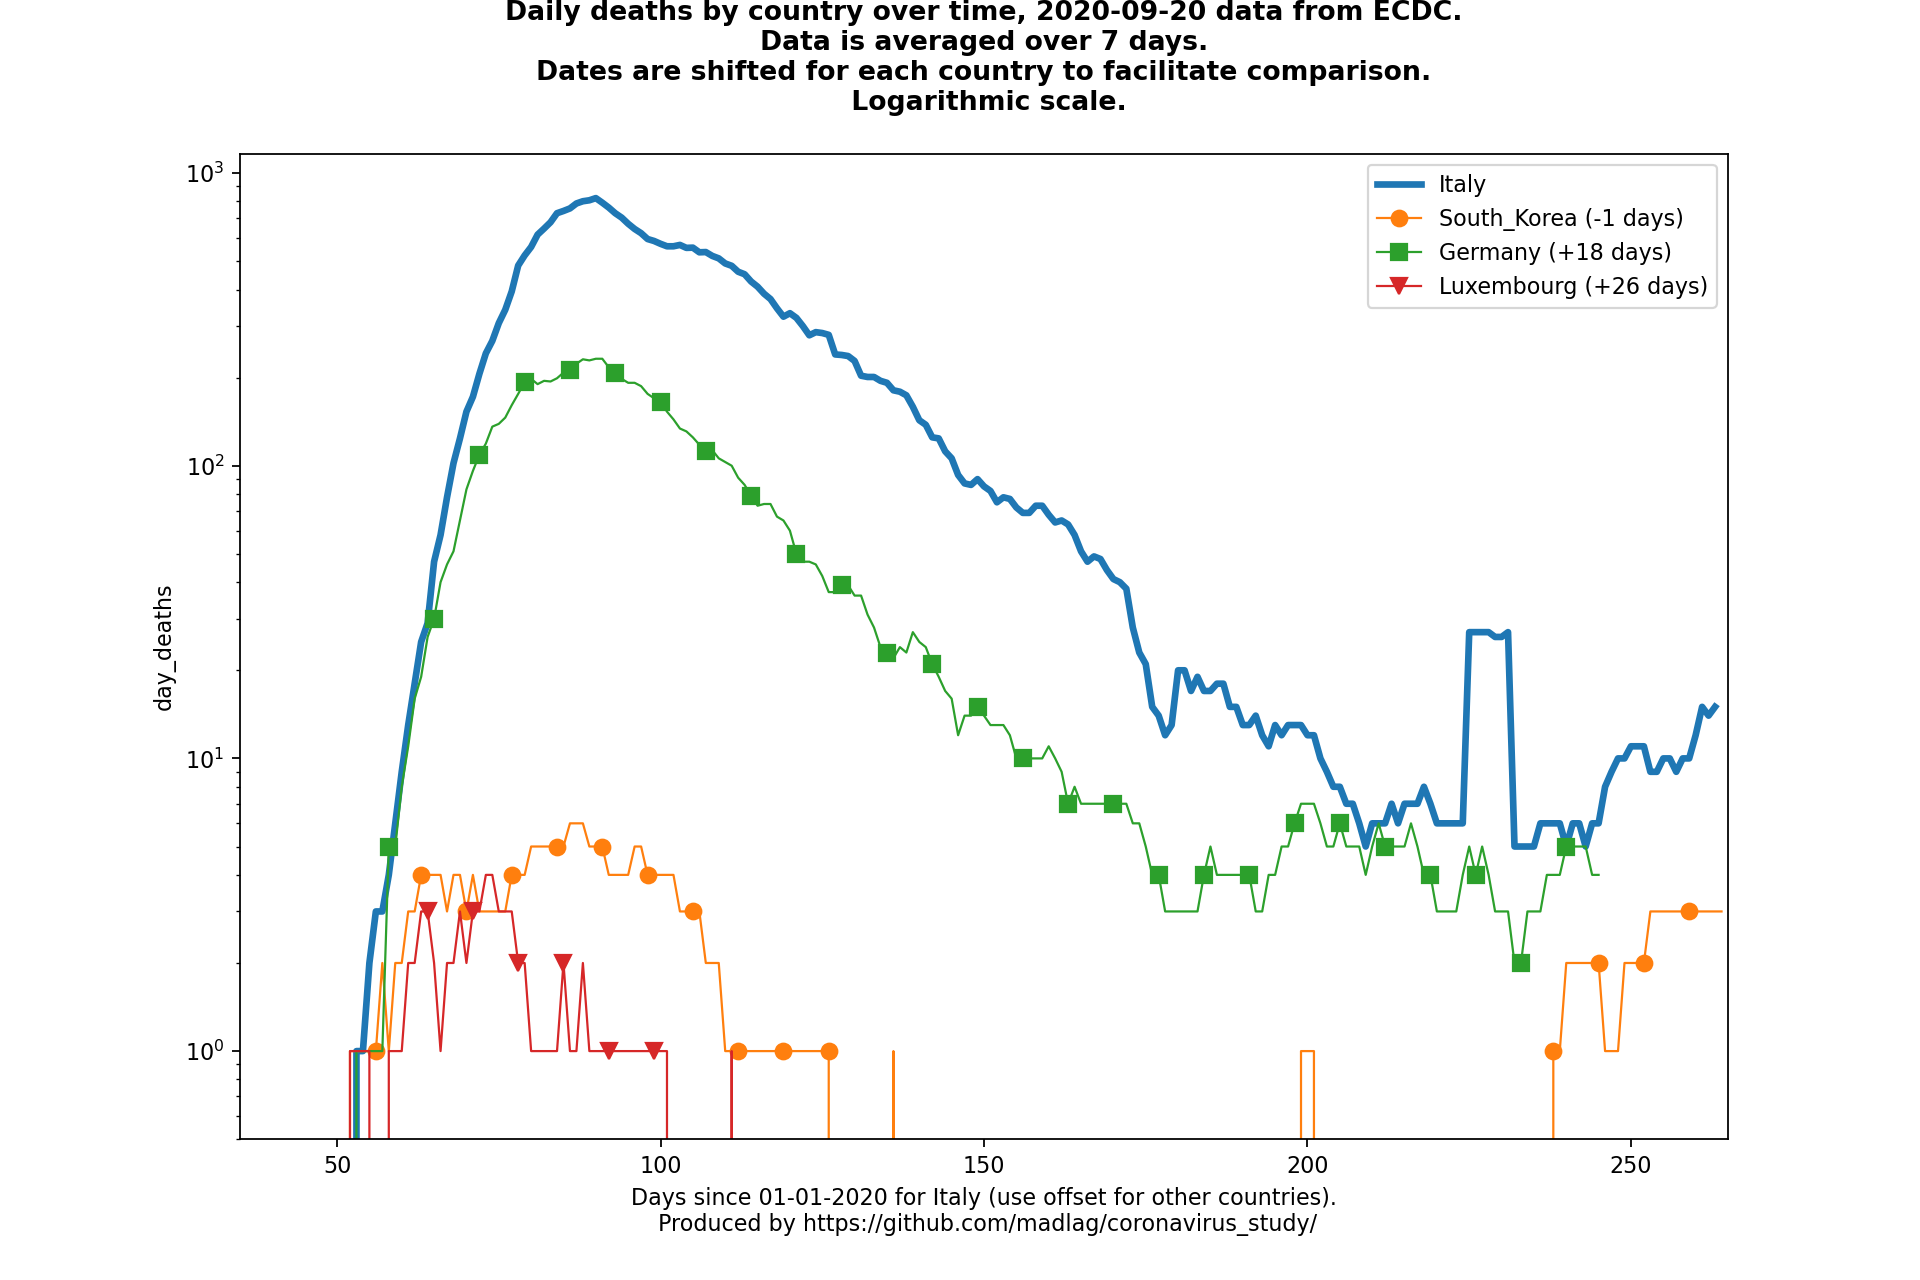 Daily deaths by country over time, 2020-09-20 data from ECDC.
Data is averaged over 7 days.
Dates are shifted for each country to facilitate comparison.
Logarithmic scale.
10³
10²
10¹
10⁰
day_deaths
Italy
South_Korea (-1 days)
Germany (+18 days)
Luxembourg (+26 days)
50 100 150 200 250
Days since 01-01-2020 for Italy (use offset for other countries).
Produced by https://github.com/madlag/coronavirus_study/